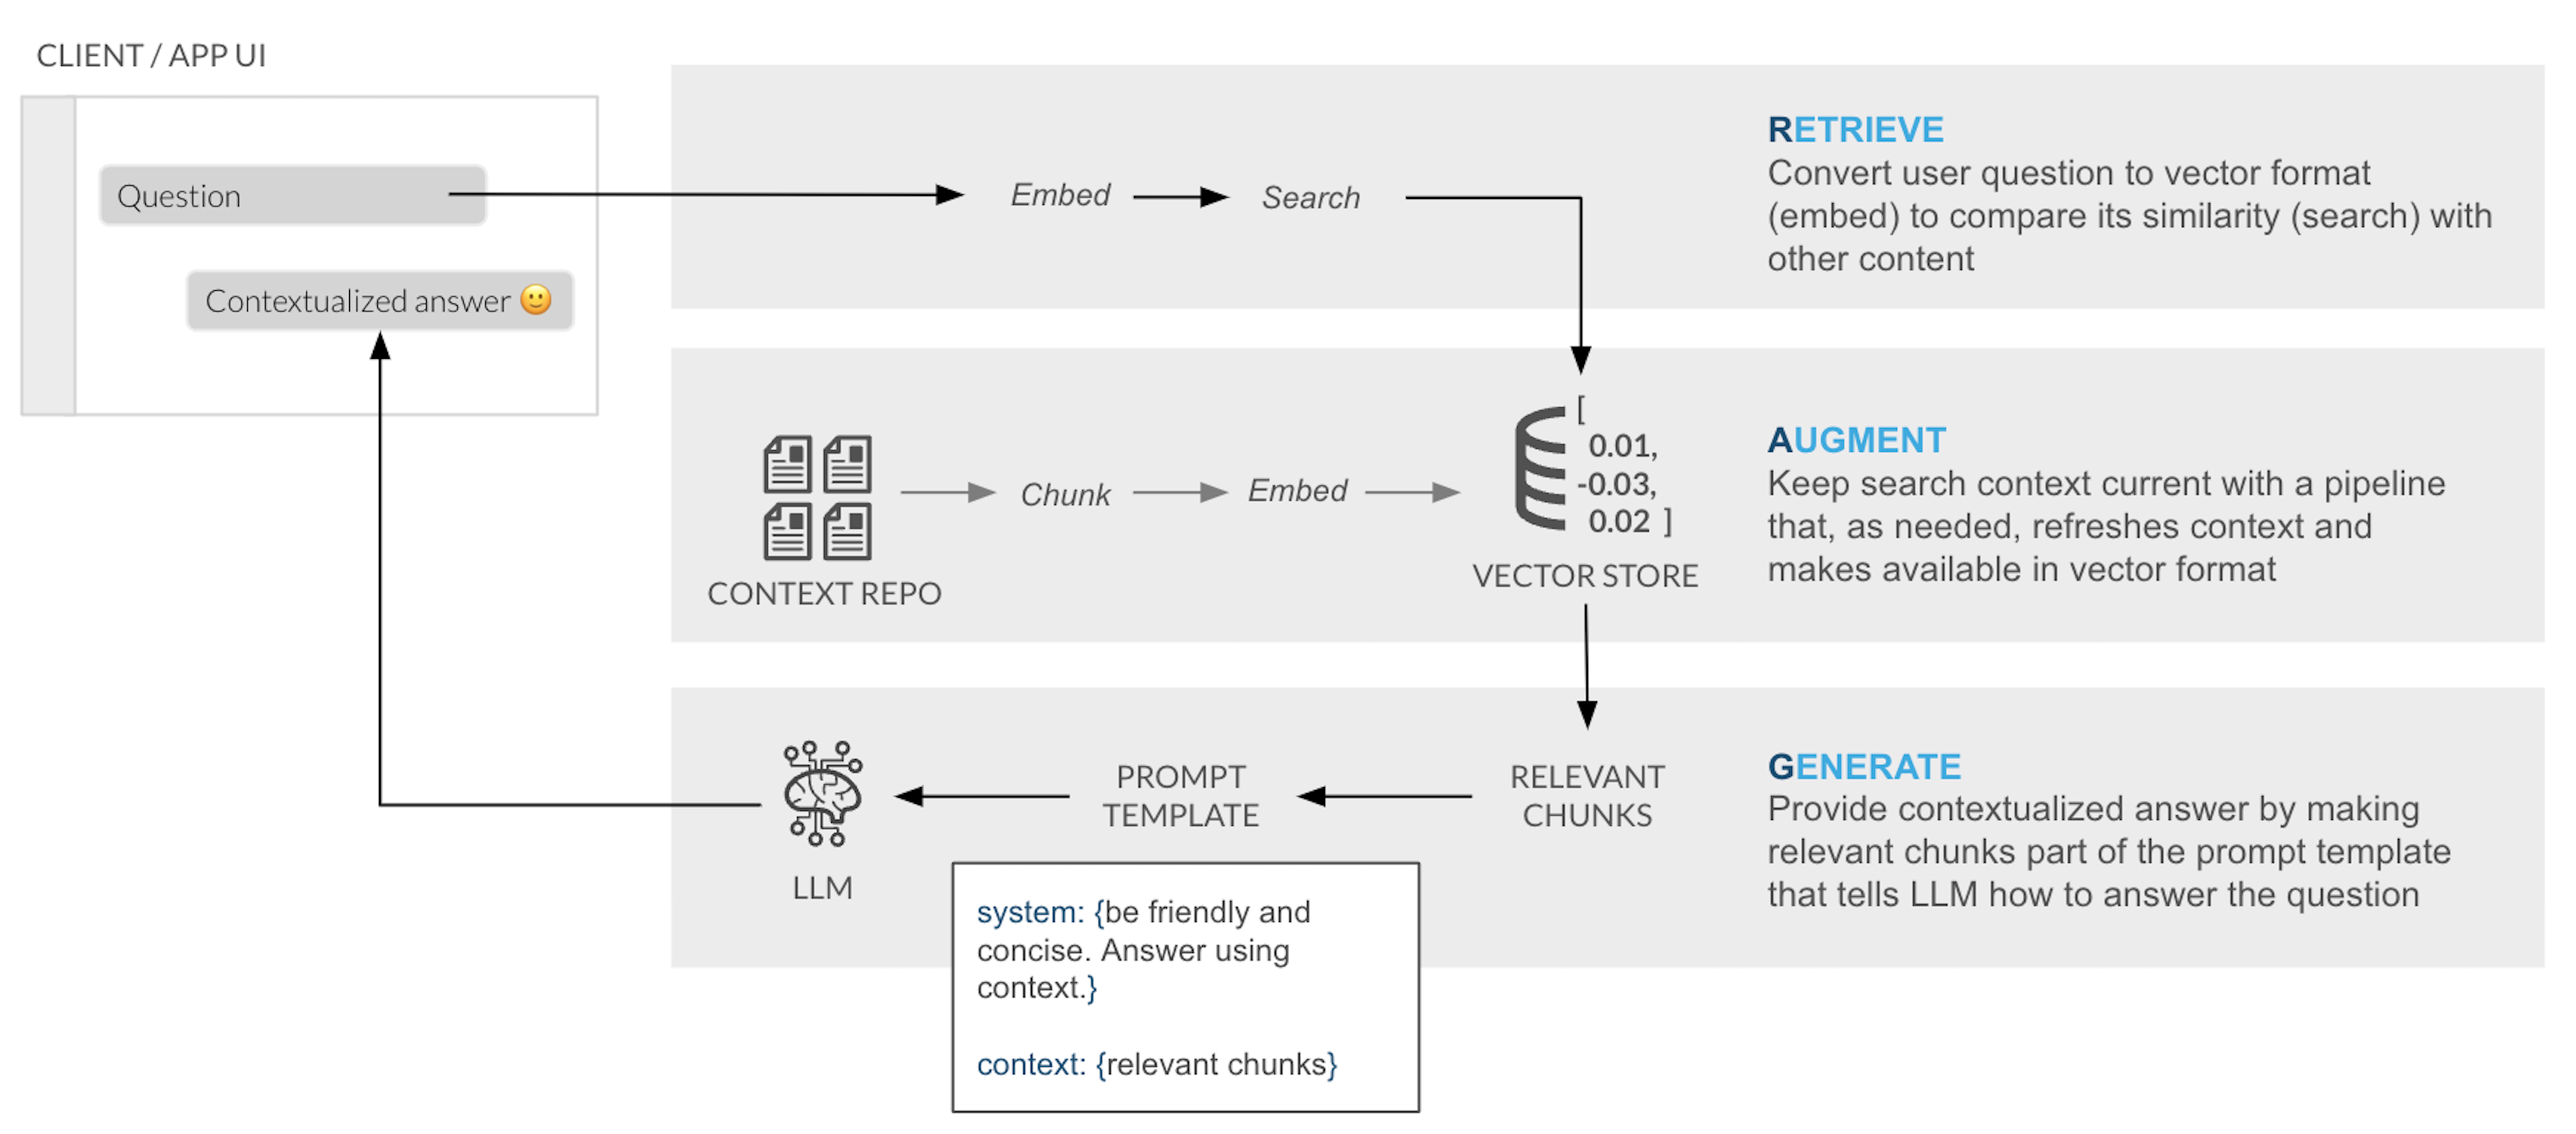 CLIENT / APP UI
Question
Contextualized answer 🙂
Embed
Search
RETRIEVE
Convert user question to vector format
(embed) to compare its similarity (search) with
other content
CONTEXT REPO
Chunk
Embed
[
0.01,
-0.03,
0.02 ]
VECTOR STORE
AUGMENT
Keep search context current with a pipeline
that, as needed, refreshes context and
makes available in vector format
LLM
PROMPT
TEMPLATE
RELEVANT
CHUNKS
system: {be friendly and
concise. Answer using
context.}
context: {relevant chunks}
GENERATE
Provide contextualized answer by making
relevant chunks part of the prompt template
that tells LLM how to answer the question